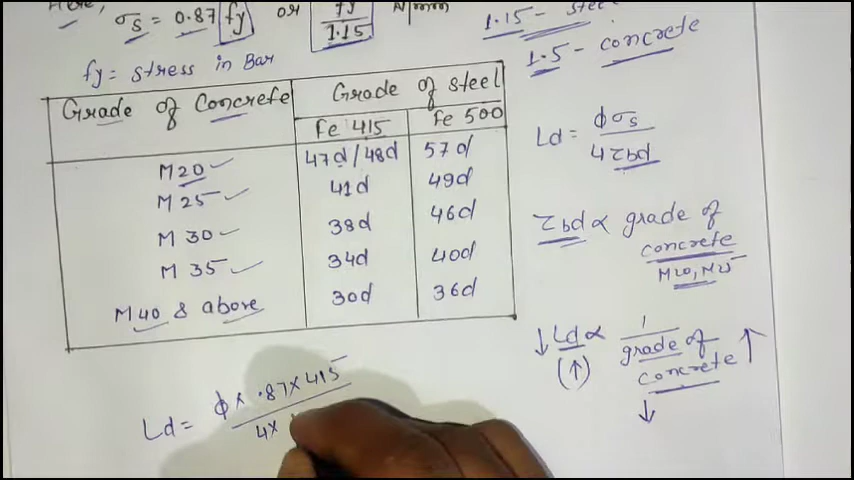 Here,
σs = 0.87 fy or fy / 1.15 N/mm
fy = stress in Bar
1.15 - steel
1.5 - concrete
Grade of Concrete Grade of steel
Fe 415 Fe 500
M20 47d/48d 57d
M25 41d 49d
M30 38d 46d
M35 34d 40d
M40 & above 30d 36d
Ld = ϕσs / 4τbd
τbd ∝ grade of
concrete
M20, M25
↓ Ld ∝ 1 / grade of concrete ↑
(↑) ↓
Ld = ϕ × .87 × 415 / 4×